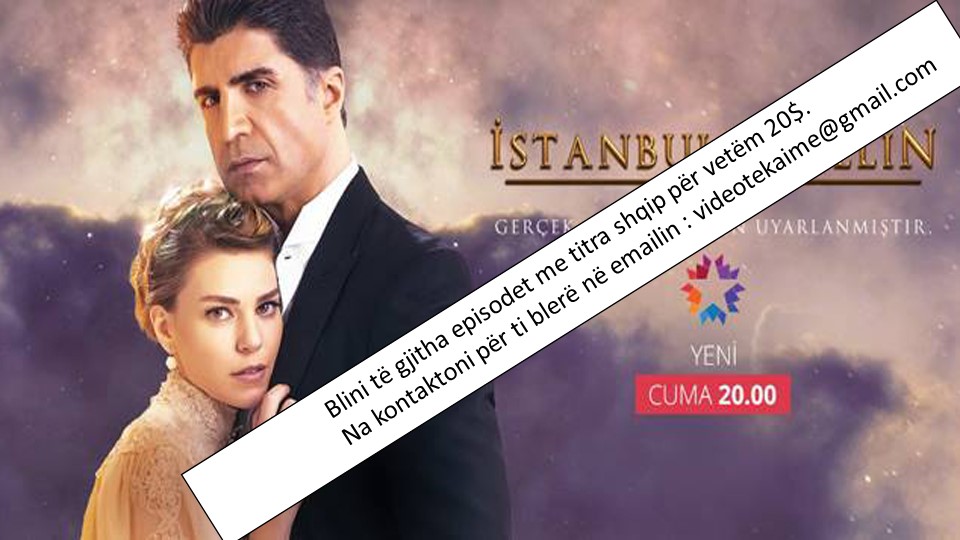 İSTANBUL LLIN
GERÇEK UYARLANMIŞTIR.
YENİ
CUMA 20.00
Blini të gjitha episodet me titra shqip për vetëm 20$.
Na kontaktoni për ti blerë në emailin : videotekaime@gmail.com